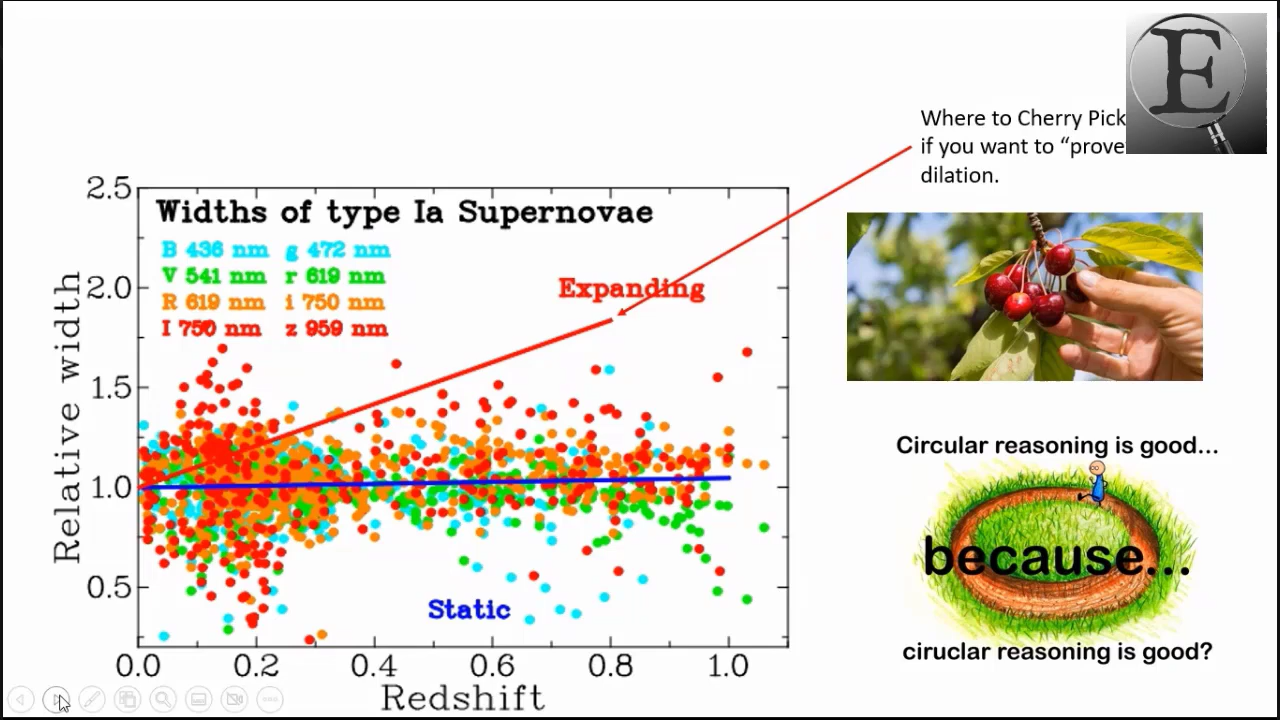 E
Where to Cherry Pick
if you want to “prove
dilation.
2.5
2.0
1.5
1.0
0.5
Relative width
Widths of type Ia Supernovae
B 436 nm g 472 nm
V 541 nm r 619 nm
R 619 nm i 750 nm
I 750 nm z 959 nm
Expanding
Static
0.0 0.2 0.4 0.6 0.8 1.0
Redshift
Circular reasoning is good...
because...
ciruclar reasoning is good?